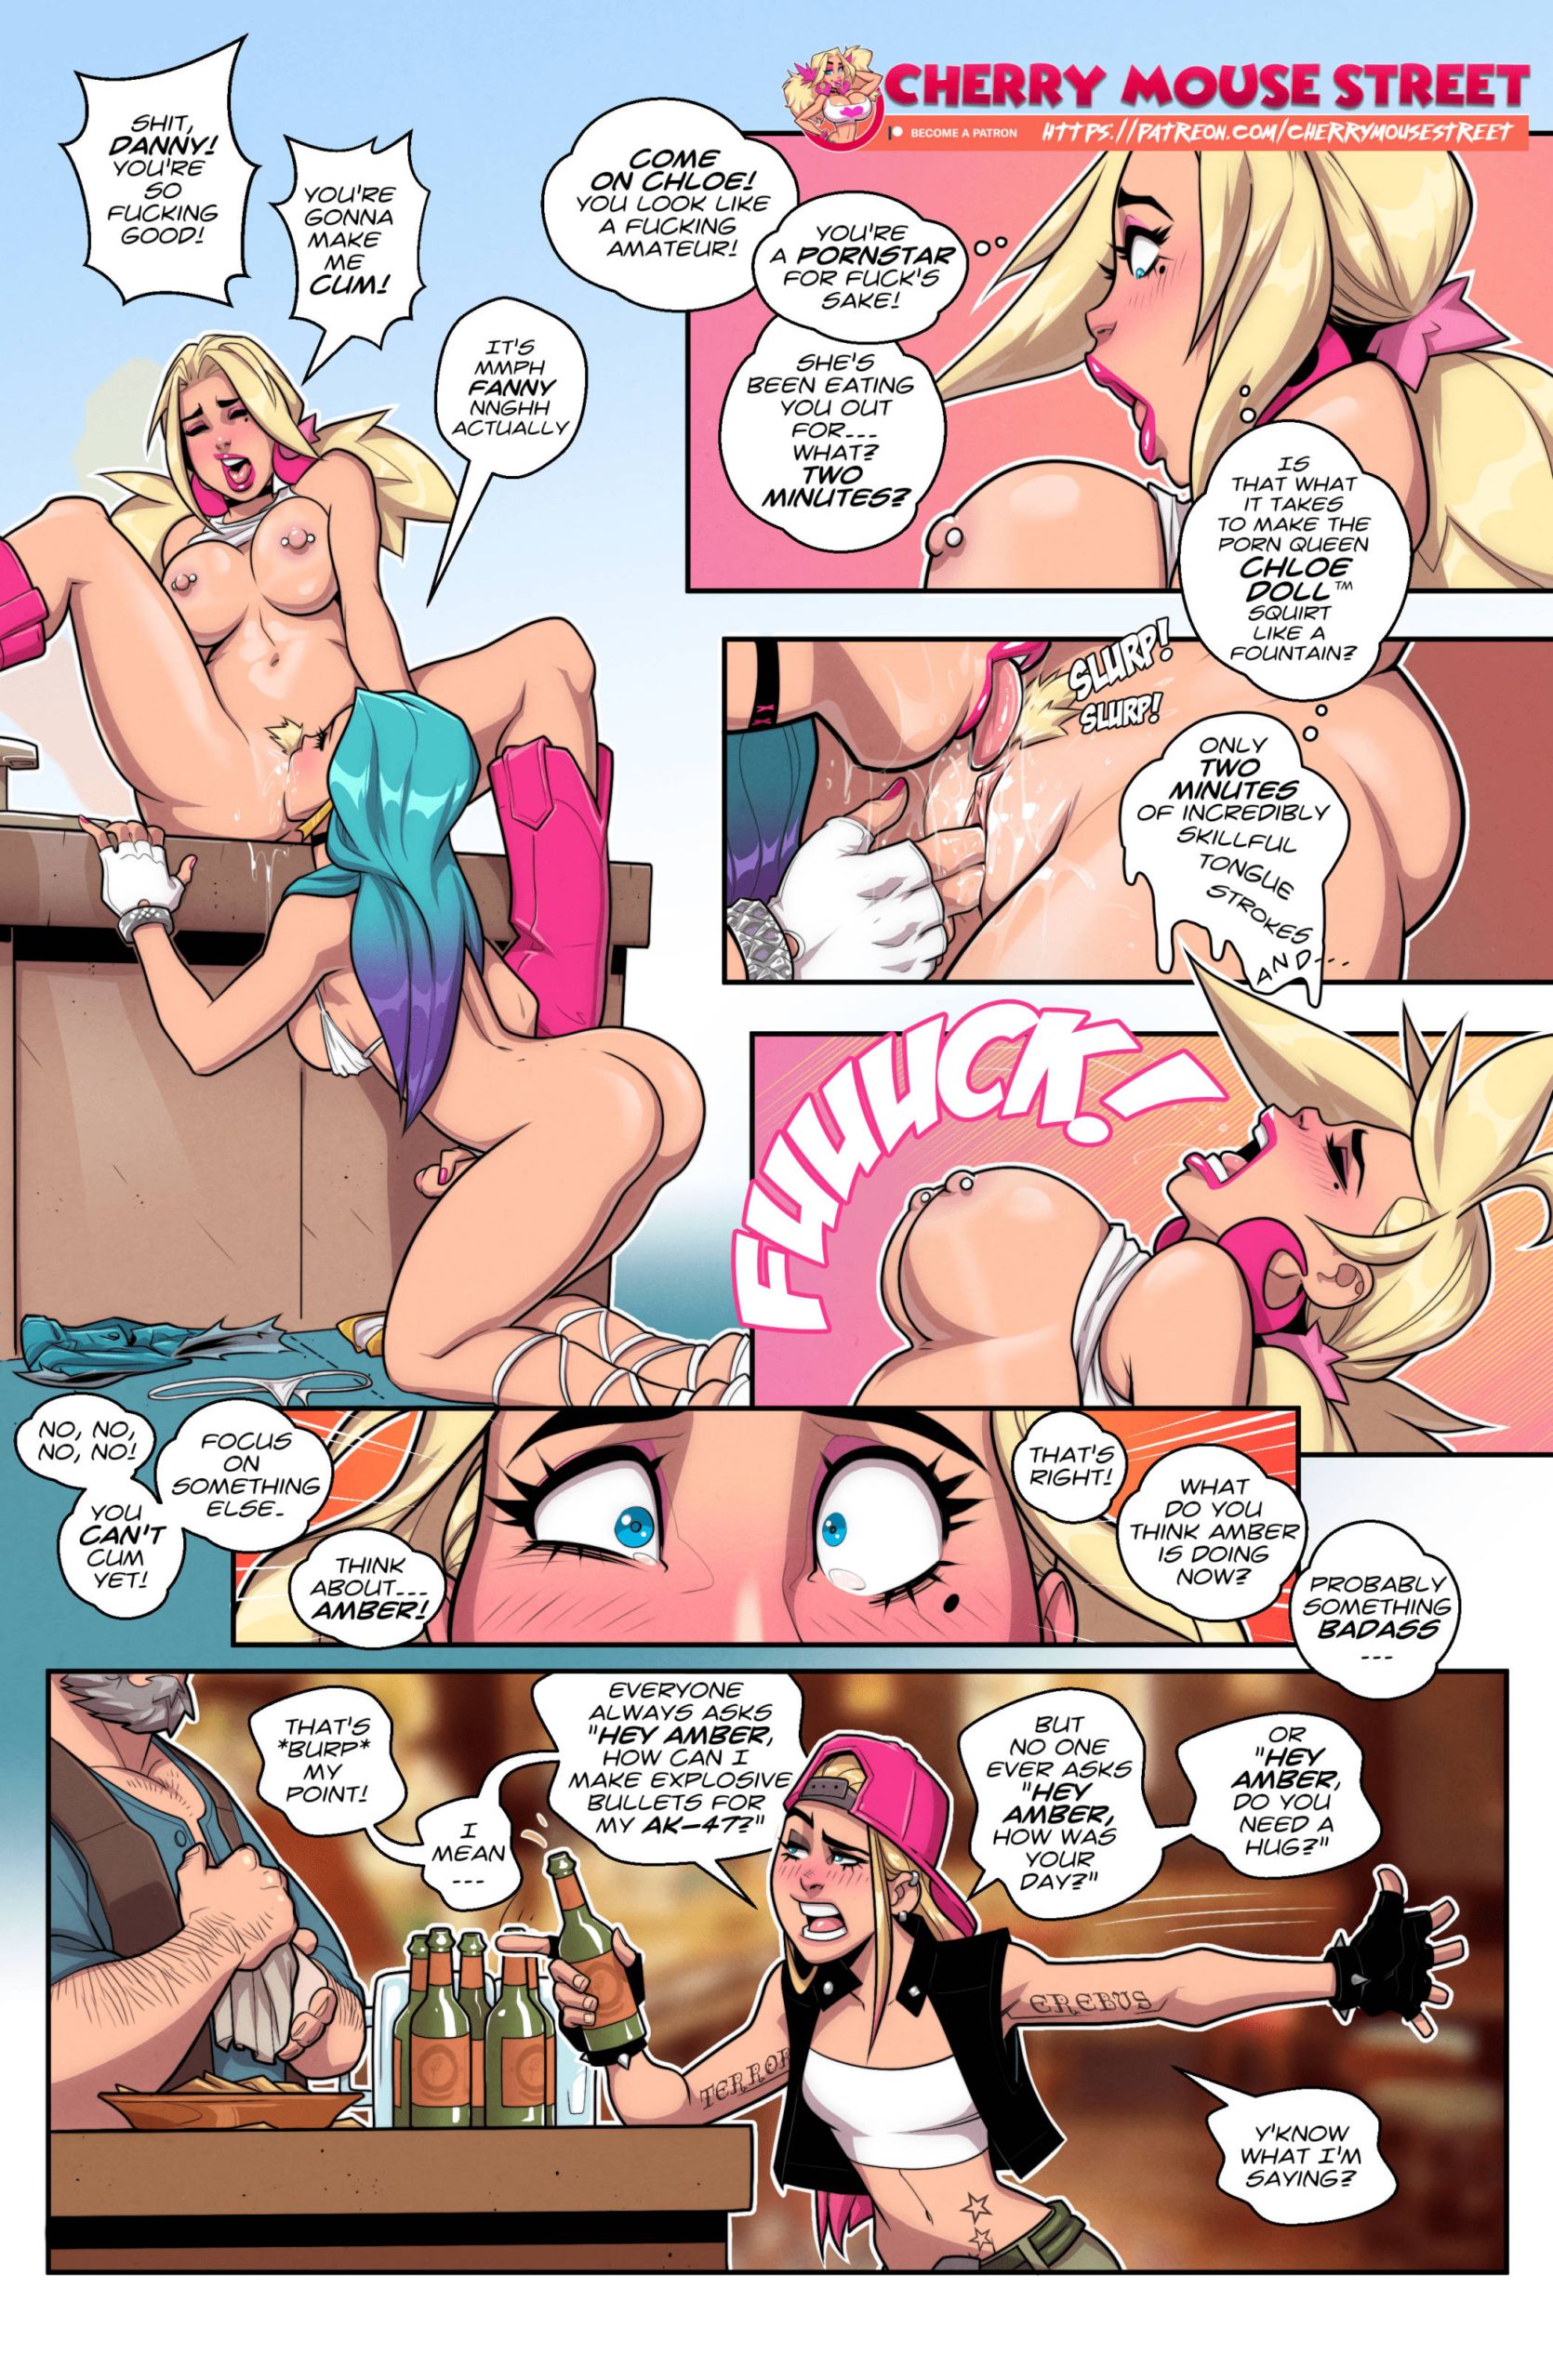 CHERRY MOUSE STREET
BECOME A PATRON
HTTPS://PATREON.COM/CHERRYMOUSESTREET
SHIT,
DANNY!
YOU'RE
SO
FUCKING
GOOD!
YOU'RE
GONNA
MAKE
ME
CUM!
IT'S
MMPH
FANNY
NNGHH
ACTUALLY
COME
ON CHLOE!
YOU LOOK LIKE
A FUCKING
AMATEUR!
YOU'RE
A PORNSTAR
FOR FUCK'S
SAKE!
SHE'S
BEEN EATING
YOU OUT
FOR...
WHAT?
TWO
MINUTES?
IS
THAT WHAT
IT TAKES
TO MAKE THE
PORN QUEEN
CHLOE
DOLL™
SQUIRT
LIKE A
FOUNTAIN?
SLURP!
SLURP!
ONLY
TWO
MINUTES
OF INCREDIBLY
SKILLFUL
TONGUE
STROKES
AND...
FUUUCK!
NO, NO,
NO, NO!
YOU
CAN'T
CUM
YET!
FOCUS
ON
SOMETHING
ELSE.
THINK
ABOUT...
AMBER!
THAT'S
RIGHT!
WHAT
DO YOU
THINK AMBER
IS DOING
NOW?
PROBABLY
SOMETHING
BADASS
...
THAT'S
*BURP*
MY
POINT!
I
MEAN
...
EVERYONE
ALWAYS ASKS
"HEY AMBER,
HOW CAN I
MAKE EXPLOSIVE
BULLETS FOR
MY AK-47?"
BUT
NO ONE
EVER ASKS
"HEY
AMBER,
HOW WAS
YOUR
DAY?"
OR
"HEY
AMBER,
DO YOU
NEED A
HUG?"
EREBUS
TERROR
Y'KNOW
WHAT I'M
SAYING?